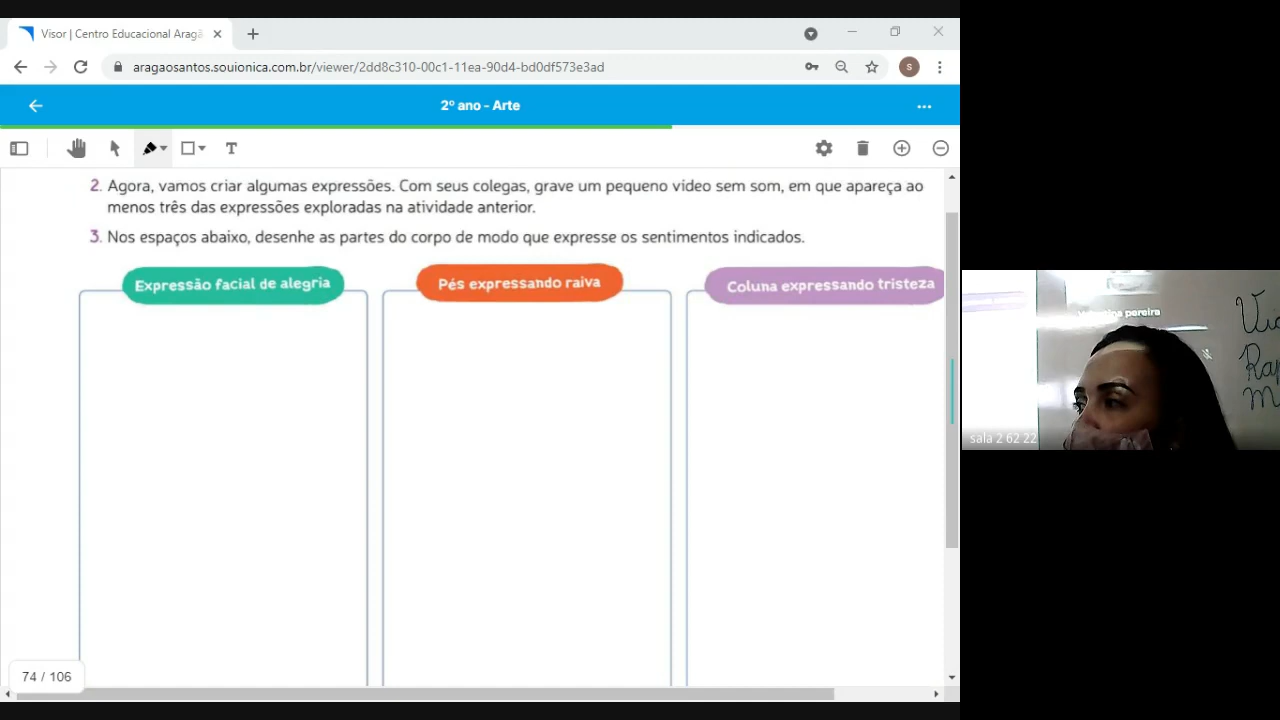 Visor | Centro Educacional Aragã
aragaosantos.souionica.com.br/viewer/2dd8c310-00c1-11ea-90d4-bd0df573e3ad
s
2º ano - Arte
T
2. Agora, vamos criar algumas expressões. Com seus colegas, grave um pequeno vídeo sem som, em que apareça ao
menos três das expressões exploradas na atividade anterior.
3. Nos espaços abaixo, desenhe as partes do corpo de modo que expresse os sentimentos indicados.
Expressão facial de alegria
Pés expressando raiva
Coluna expressando tristeza
74 / 106
pereira
sala 2 62 22